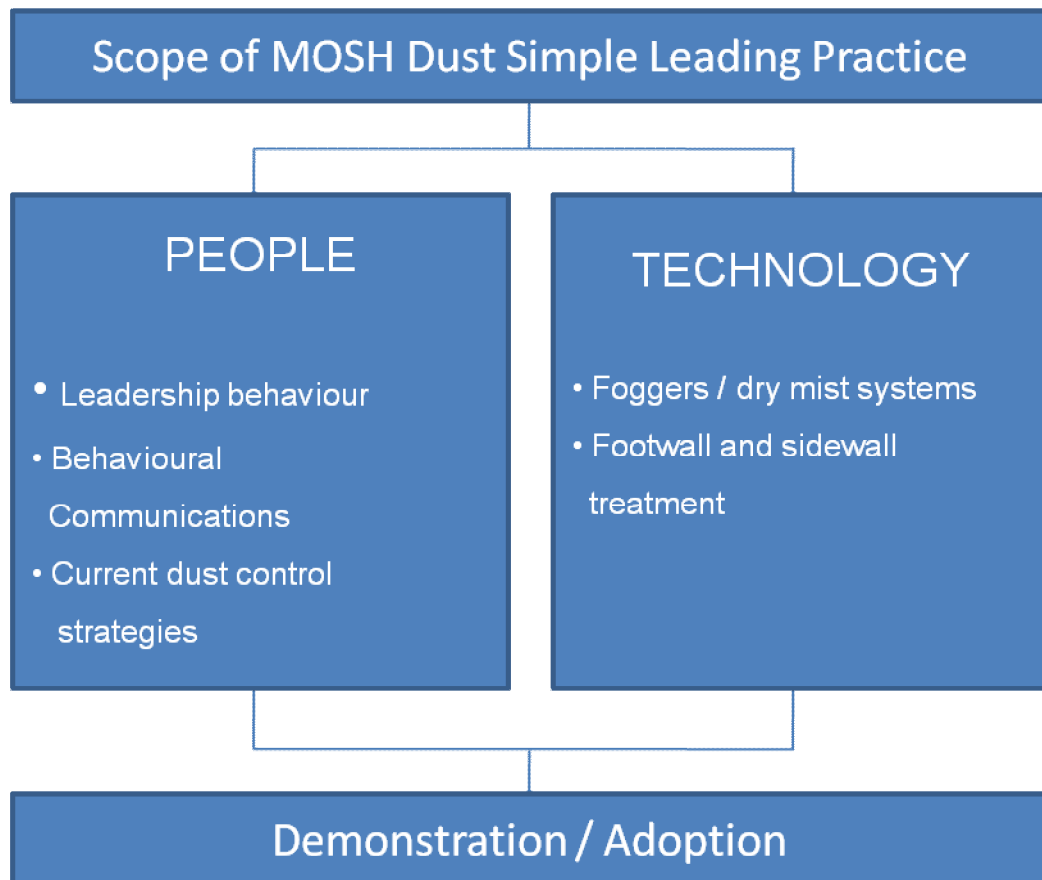 Scope of MOSH Dust Simple Leading Practice
PEOPLE
• Leadership behaviour
• Behavioural
Communications
• Current dust control
strategies
TECHNOLOGY
• Foggers / dry mist systems
• Footwall and sidewall
treatment
Demonstration / Adoption